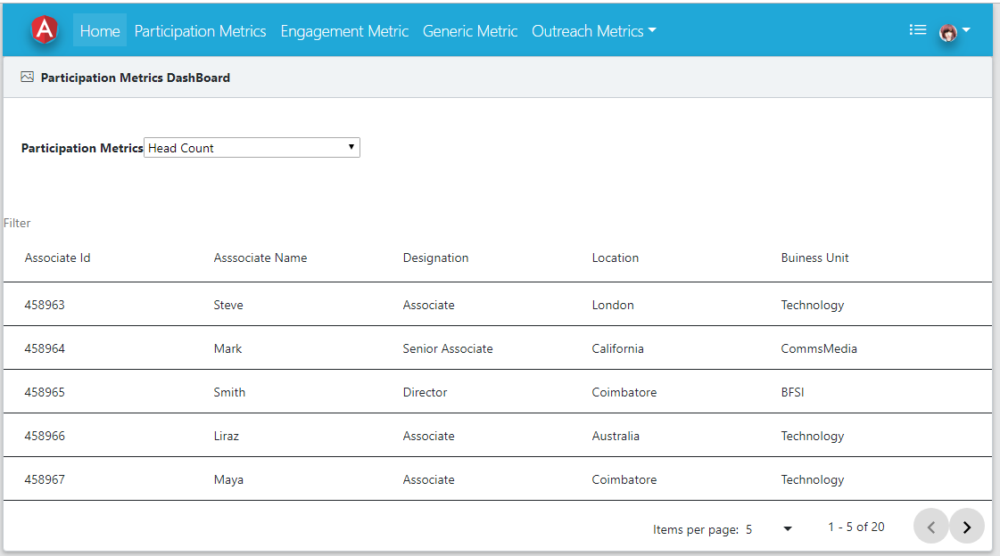 A Home Participation Metrics Engagement Metric Generic Metric Outreach Metrics
Participation Metrics DashBoard
Participation Metrics Head Count
Filter
Associate Id Asssociate Name Designation Location Buiness Unit
458963 Steve Associate London Technology
458964 Mark Senior Associate California CommsMedia
458965 Smith Director Coimbatore BFSI
458966 Liraz Associate Australia Technology
458967 Maya Associate Coimbatore Technology
Items per page: 5 1 - 5 of 20